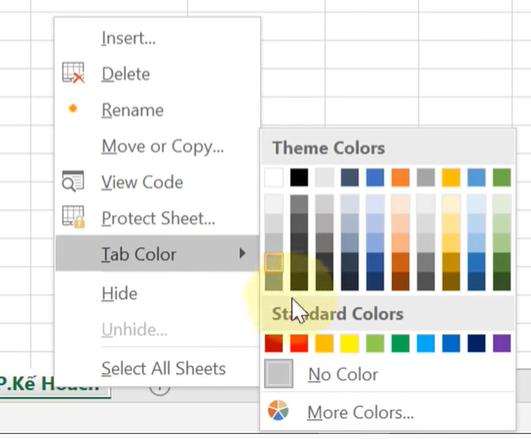 Insert...
Delete
Rename
Move or Copy...
View Code
Protect Sheet...
Tab Color
Hide
Unhide...
Select All Sheets
Theme Colors
Standard Colors
No Color
More Colors...
P.Kế Hoạch